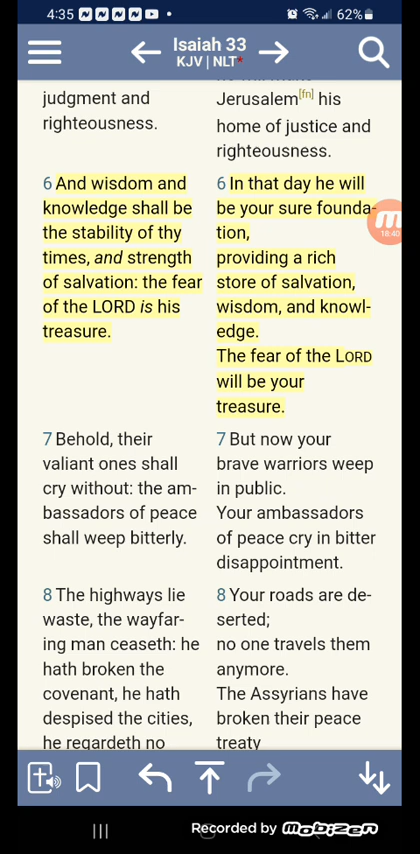 4:35
62%
Isaiah 33
KJV | NLT*
judgment and
righteousness.
6 And wisdom and
knowledge shall be
the stability of thy
times, and strength
of salvation: the fear
of the LORD is his
treasure.
7 Behold, their
valiant ones shall
cry without: the am-
bassadors of peace
shall weep bitterly.
8 The highways lie
waste, the wayfar-
ing man ceaseth: he
hath broken the
covenant, he hath
despised the cities,
he regardeth no
he will make
Jerusalem[fn] his
home of justice and
righteousness.
6 In that day he will
be your sure founda-
tion,
providing a rich
store of salvation,
wisdom, and knowl-
edge.
The fear of the LORD
will be your
treasure.
7 But now your
brave warriors weep
in public.
Your ambassadors
of peace cry in bitter
disappointment.
8 Your roads are de-
serted;
no one travels them
anymore.
The Assyrians have
broken their peace
treaty
18:40
Recorded by mobizen